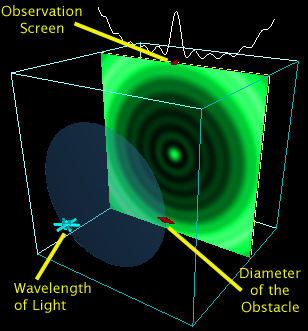 Observation
Screen
Wavelength
of Light
Diameter
of the
Obstacle